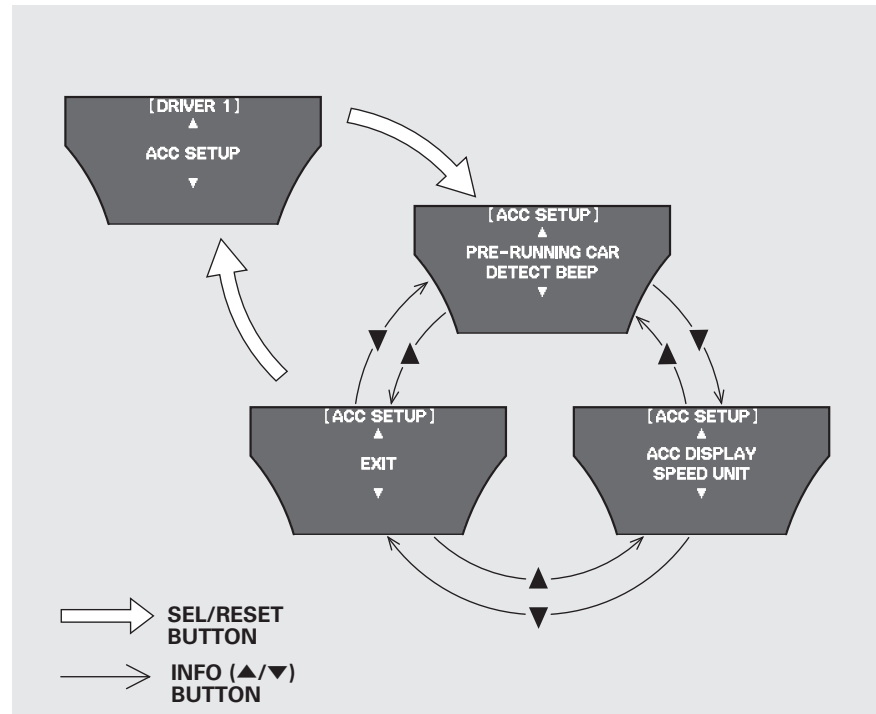 [DRIVER 1]
▲
ACC SETUP
▼
[ACC SETUP]
▲
PRE-RUNNING CAR
DETECT BEEP
▼
▼ ▲ ▲ ▼
[ACC SETUP]
▲
EXIT
▼
[ACC SETUP]
▲
ACC DISPLAY
SPEED UNIT
▼
▲
▼
SEL/RESET
BUTTON
INFO (▲/▼)
BUTTON